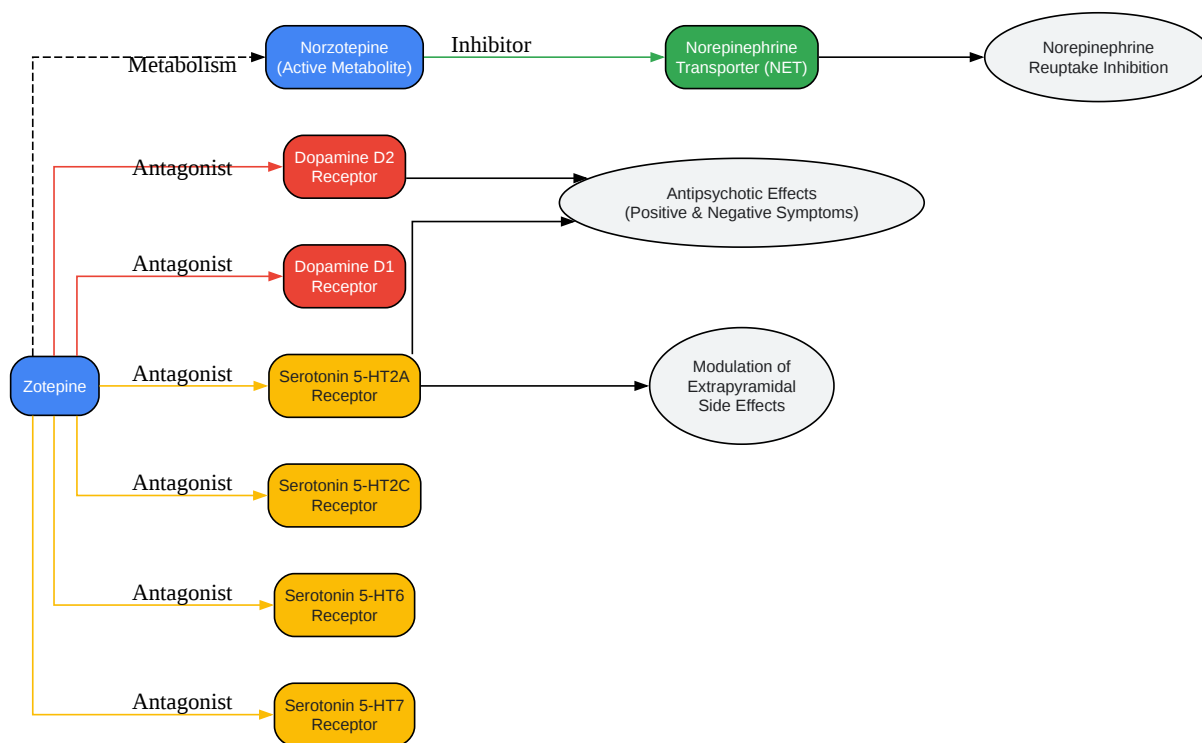 Norzotepine
(Active Metabolite)
Inhibitor
Norepinephrine
Transporter (NET)
Norepinephrine
Reuptake Inhibition
Metabolism
Antagonist
Dopamine D2
Receptor
Antipsychotic Effects
(Positive & Negative Symptoms)
Antagonist
Dopamine D1
Receptor
Zotepine
Antagonist
Serotonin 5-HT2A
Receptor
Modulation of
Extrapyramidal
Side Effects
Antagonist
Serotonin 5-HT2C
Receptor
Antagonist
Serotonin 5-HT6
Receptor
Antagonist
Serotonin 5-HT7
Receptor